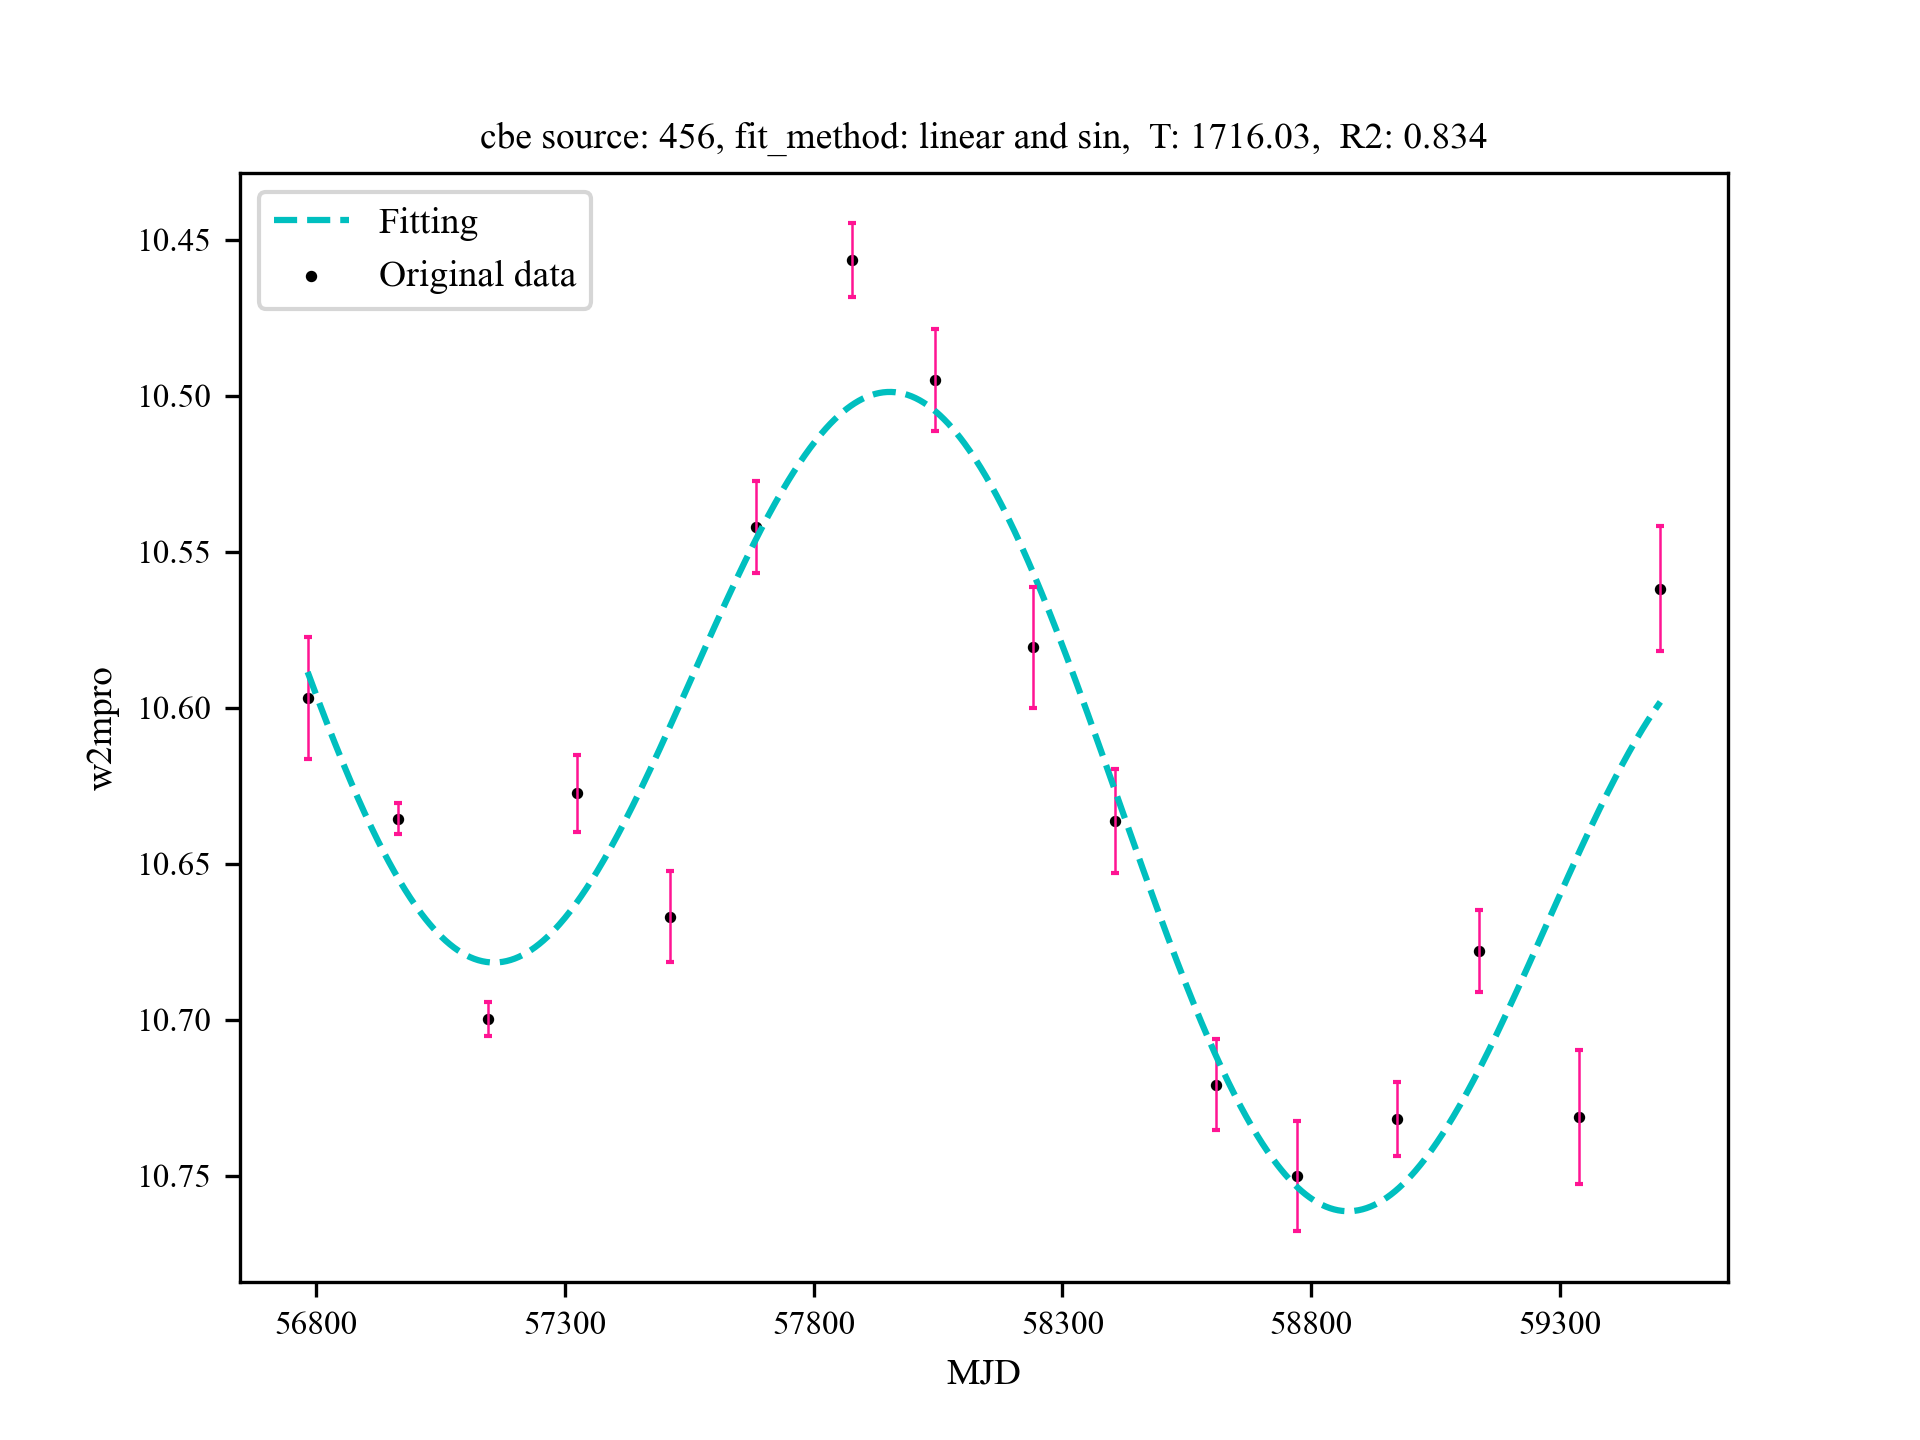 cbe source: 456, fit_method: linear and sin,  T: 1716.03,  R2: 0.834
Fitting
Original data
10.45
10.50
10.55
10.60
10.65
10.70
10.75
w2mpro
56800 57300 57800 58300 58800 59300
MJD